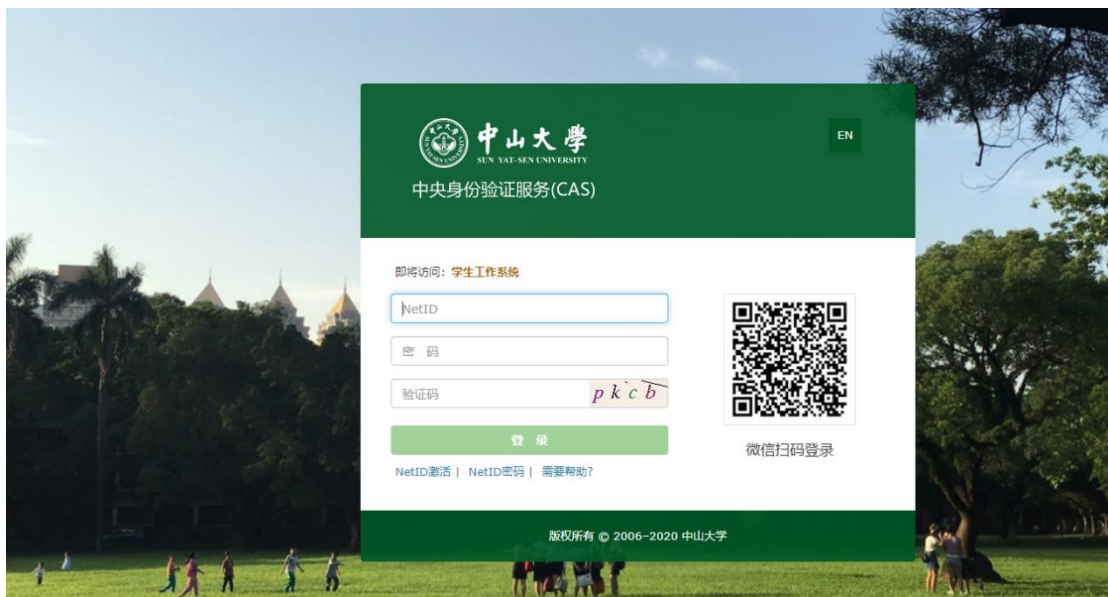 中山大學
SUN YAT-SEN UNIVERSITY
EN
中央身份验证服务(CAS)
即将访问: 学生工作系统
NetID
密 码
验证码
pkcb
登 录
微信扫码登录
NetID激活 | NetID密码 | 需要帮助?
版权所有 © 2006-2020 中山大学